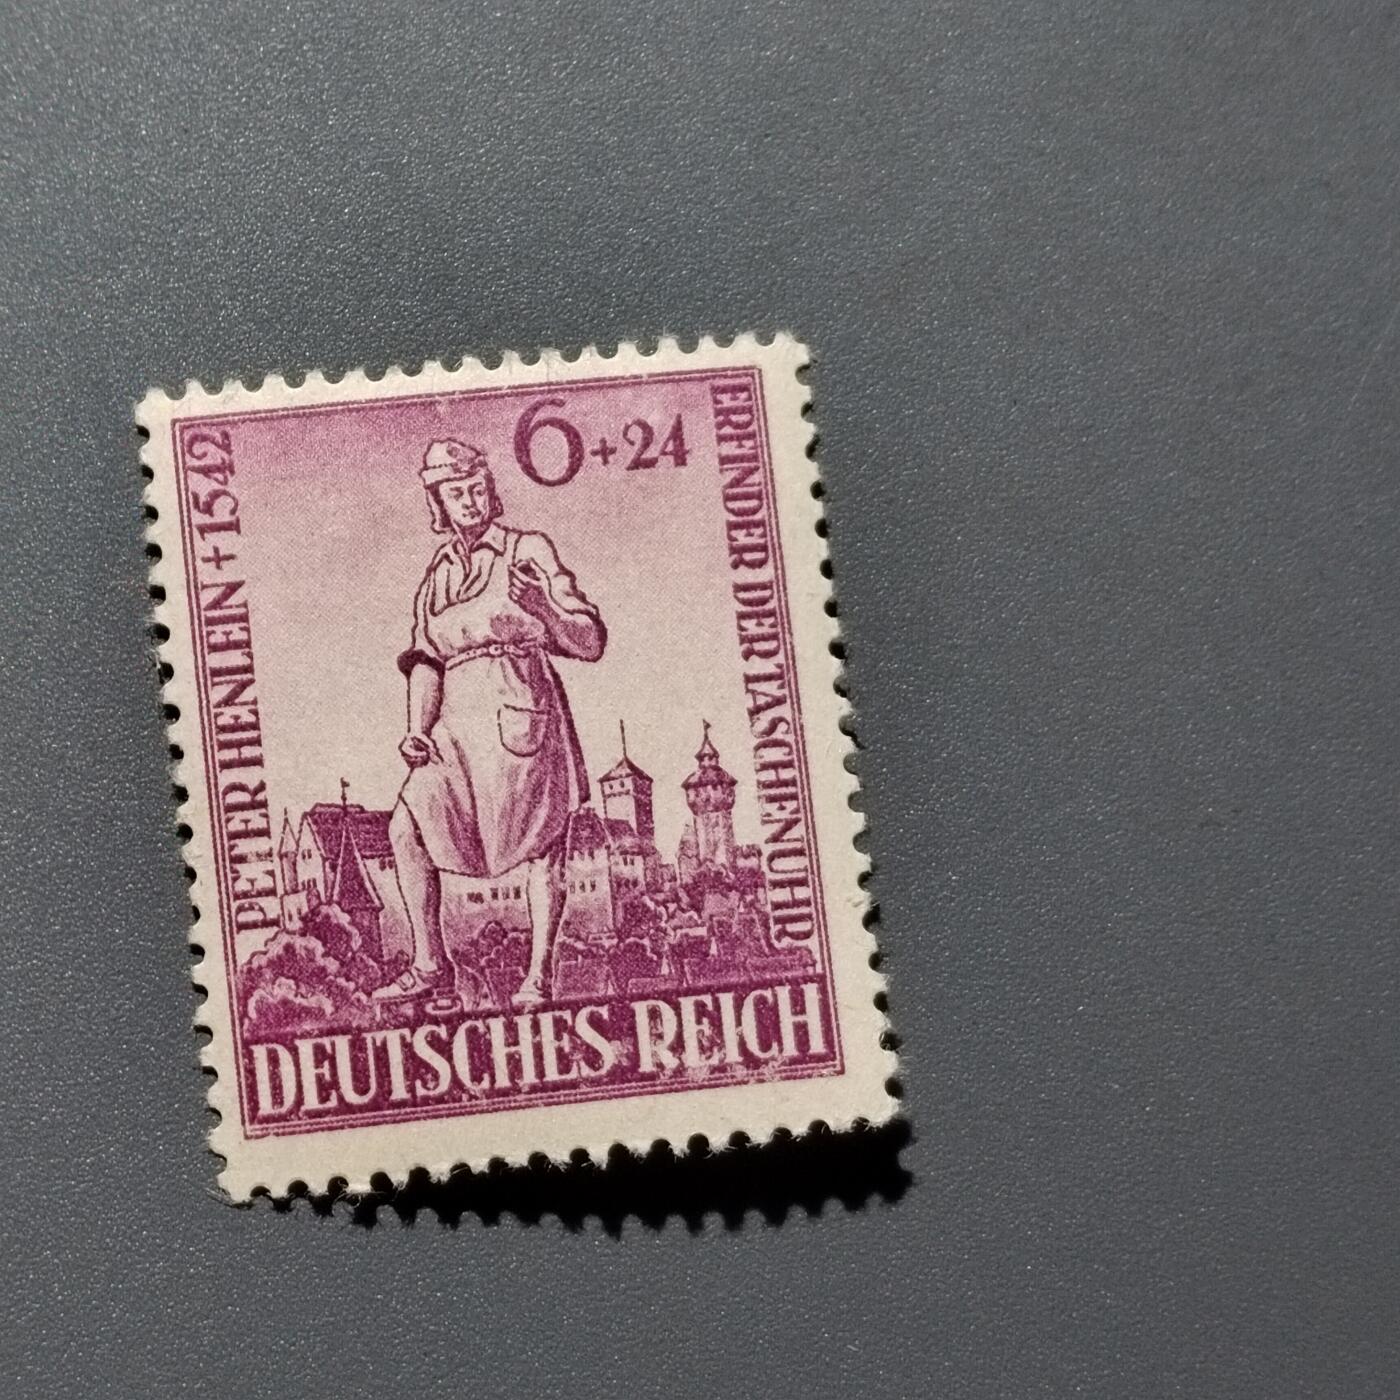 PETER HENLEIN + 1542
6+24
ERFINDER DER TASCHENUHR
DEUTSCHES REICH